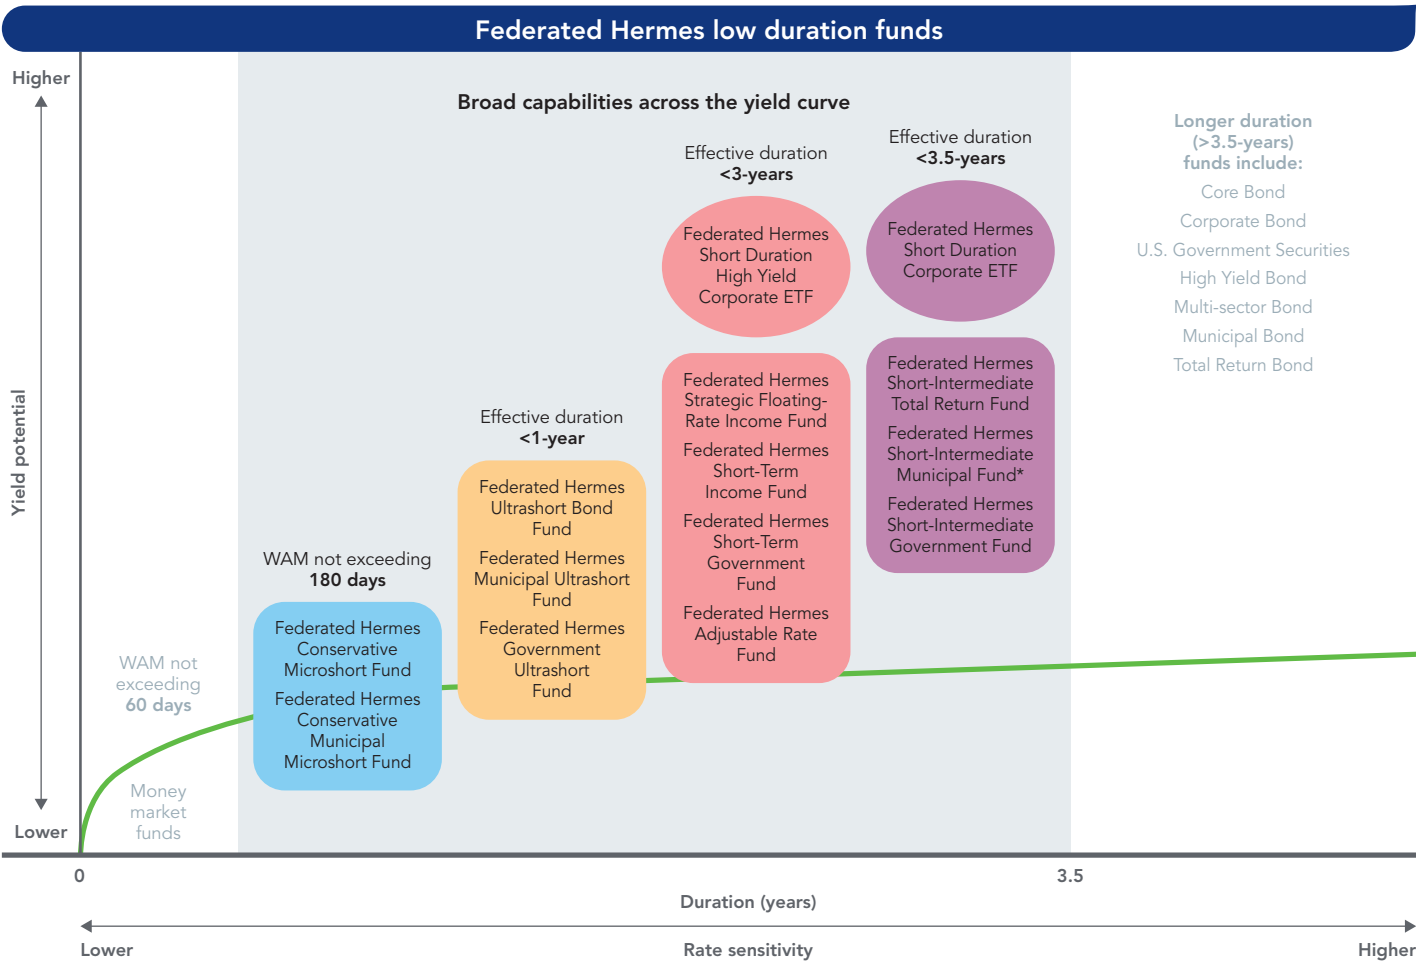 Federated Hermes low duration funds
Higher
Yield potential
Lower
Broad capabilities across the yield curve
WAM not
exceeding
60 days
Money
market
funds
WAM not exceeding
180 days
Federated Hermes
Conservative
Microshort Fund
Federated Hermes
Conservative
Municipal
Microshort Fund
Effective duration
<1-year
Federated Hermes
Ultrashort Bond
Fund
Federated Hermes
Municipal Ultrashort
Fund
Federated Hermes
Government
Ultrashort
Fund
Effective duration
<3-years
Federated Hermes
Short Duration
High Yield
Corporate ETF
Federated Hermes
Strategic Floating-
Rate Income Fund
Federated Hermes
Short-Term
Income Fund
Federated Hermes
Short-Term
Government
Fund
Federated Hermes
Adjustable Rate
Fund
Effective duration
<3.5-years
Federated Hermes
Short Duration
Corporate ETF
Federated Hermes
Short-Intermediate
Total Return Fund
Federated Hermes
Short-Intermediate
Municipal Fund*
Federated Hermes
Short-Intermediate
Government Fund
Longer duration
(>3.5-years)
funds include:
Core Bond
Corporate Bond
U.S. Government Securities
High Yield Bond
Multi-sector Bond
Municipal Bond
Total Return Bond
0
3.5
Duration (years)
Lower
Rate sensitivity
Higher